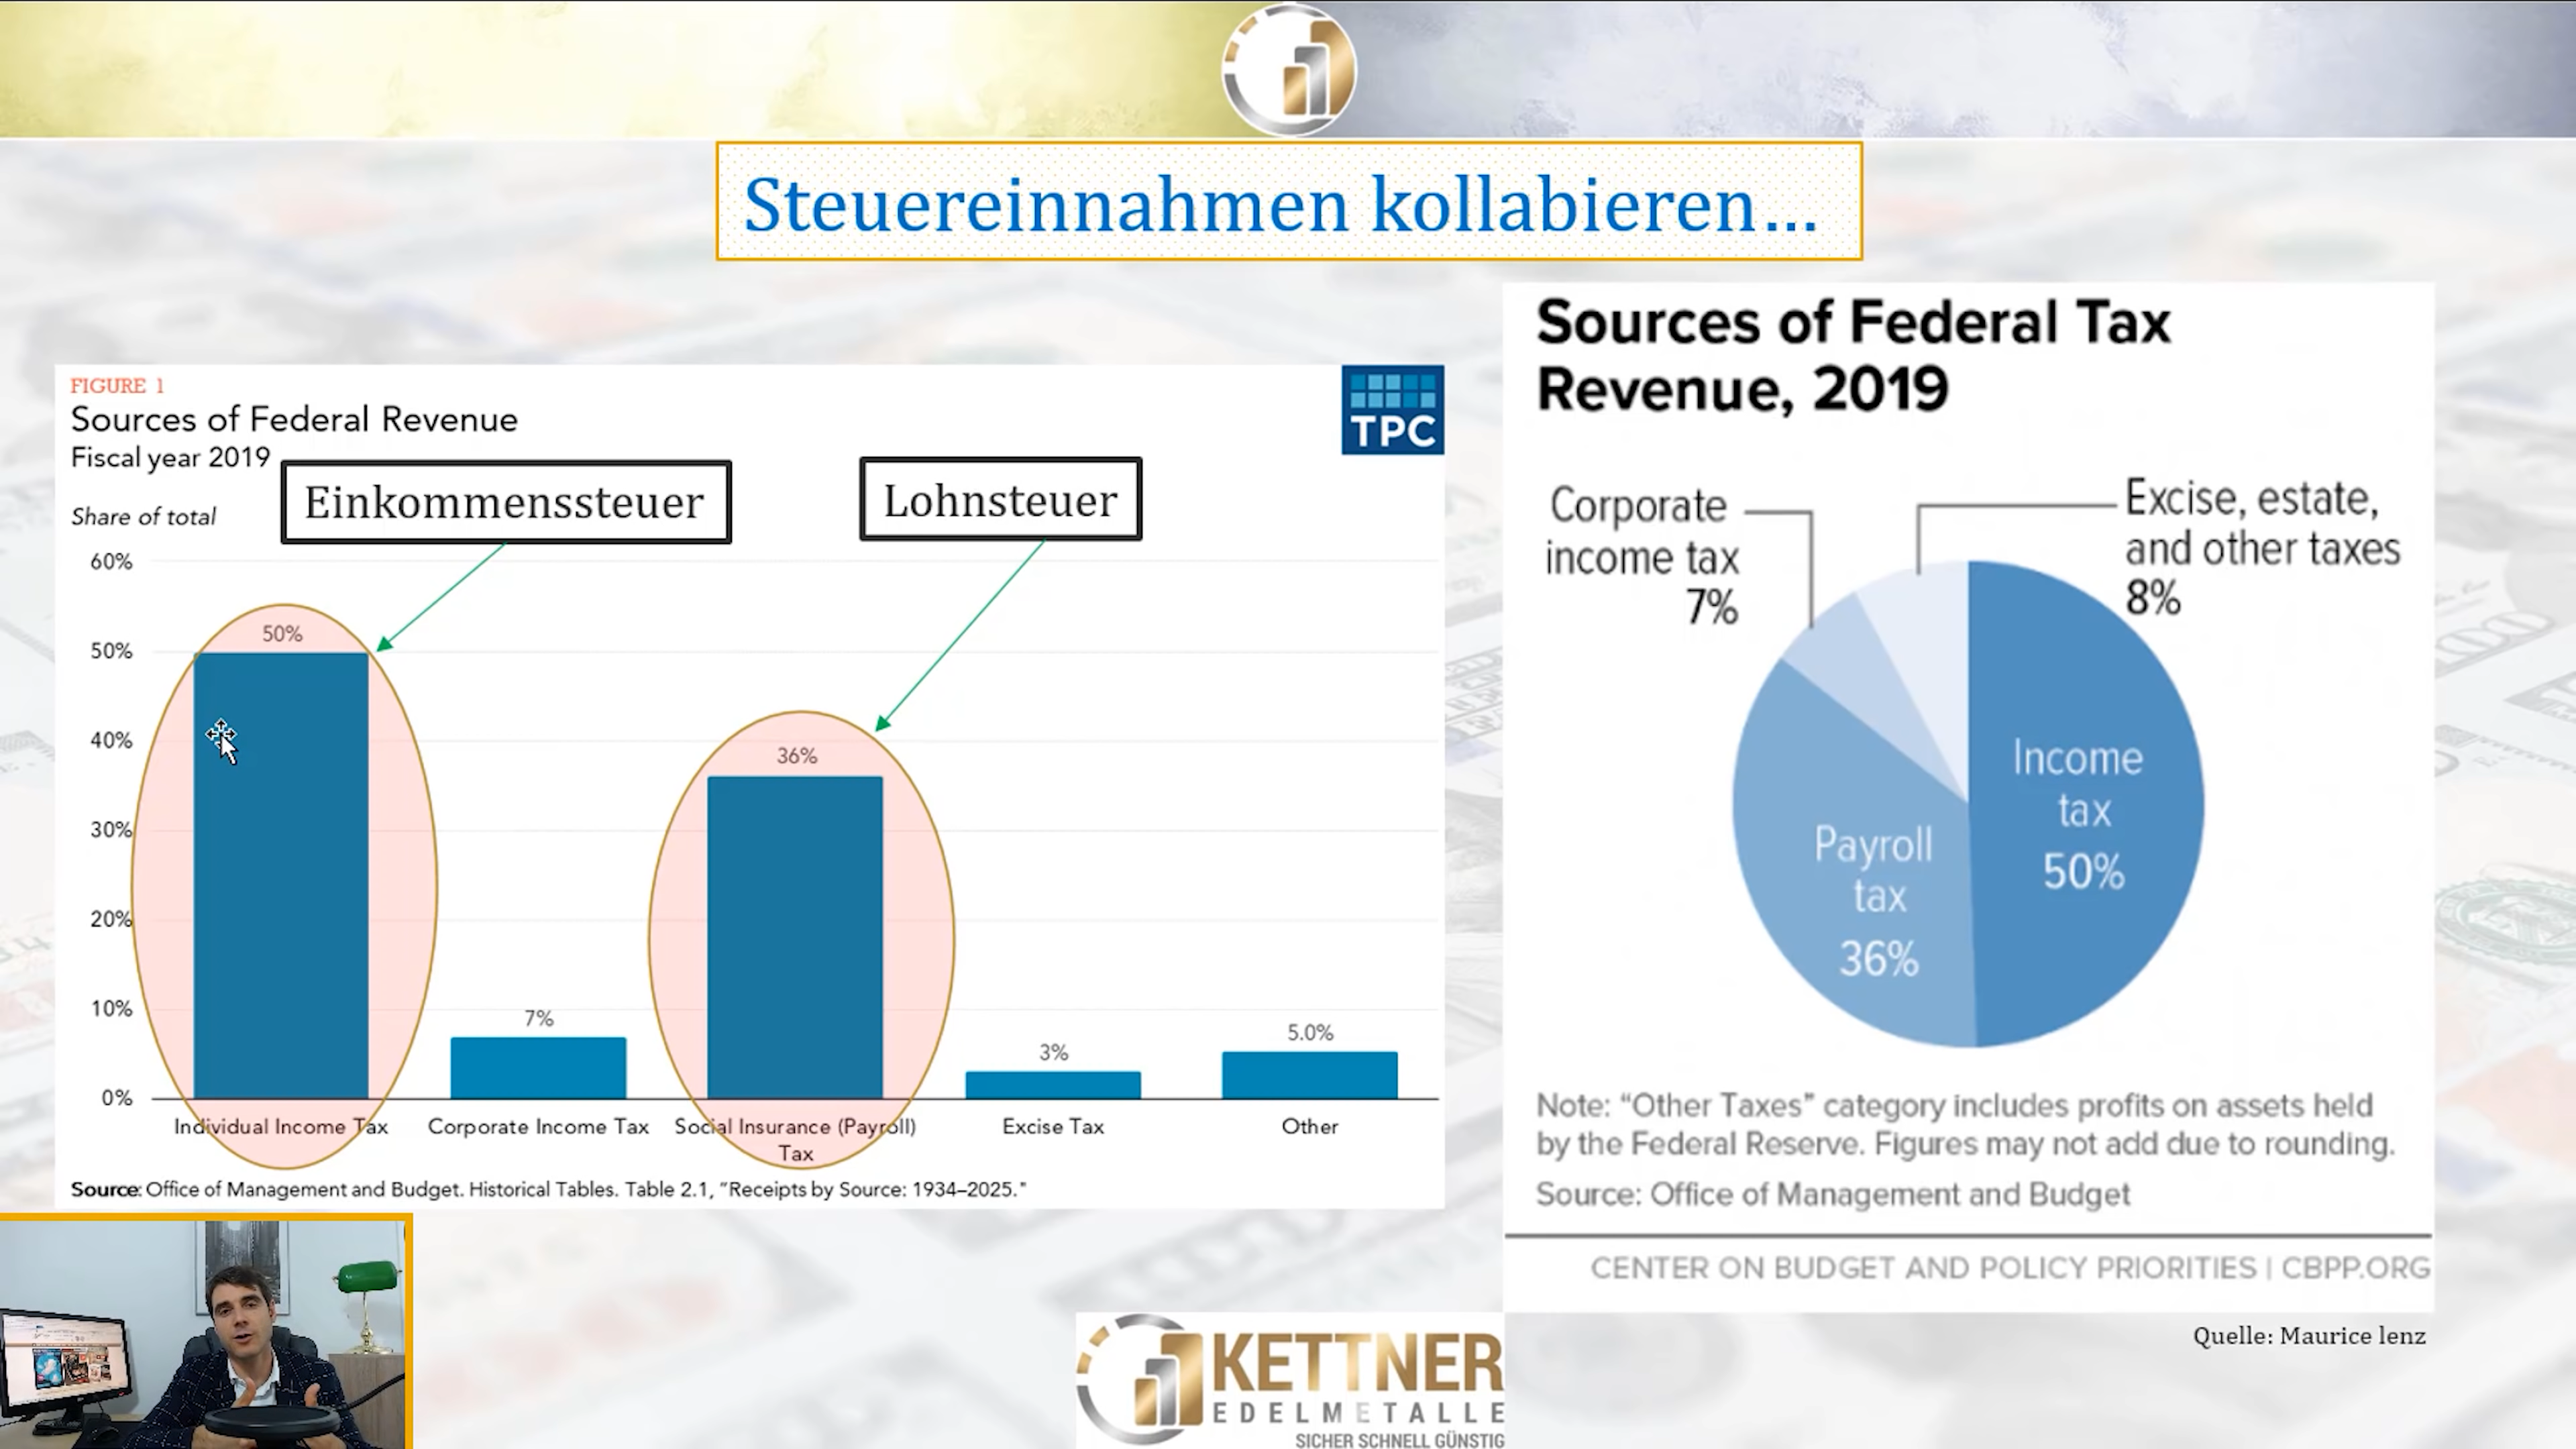 Steuereinnahmen kollabieren...
FIGURE 1
Sources of Federal Revenue
Fiscal year 2019
TPC
Share of total
Einkommenssteuer
Lohnsteuer
60%
50%
40%
30%
20%
10%
0%
50%
7%
36%
3%
5.0%
Individual Income Tax
Corporate Income Tax
Social Insurance (Payroll)
Tax
Excise Tax
Other
Source: Office of Management and Budget. Historical Tables. Table 2.1, "Receipts by Source: 1934–2025."
Sources of Federal Tax
Revenue, 2019
Corporate
income tax
7%
Excise, estate,
and other taxes
8%
Income
tax
50%
Payroll
tax
36%
Note: “Other Taxes” category includes profits on assets held
by the Federal Reserve. Figures may not add due to rounding.
Source: Office of Management and Budget
CENTER ON BUDGET AND POLICY PRIORITIES | CBPP.ORG
Quelle: Maurice lenz
KETTNER
EDELMETALLE
SICHER SCHNELL GÜNSTIG